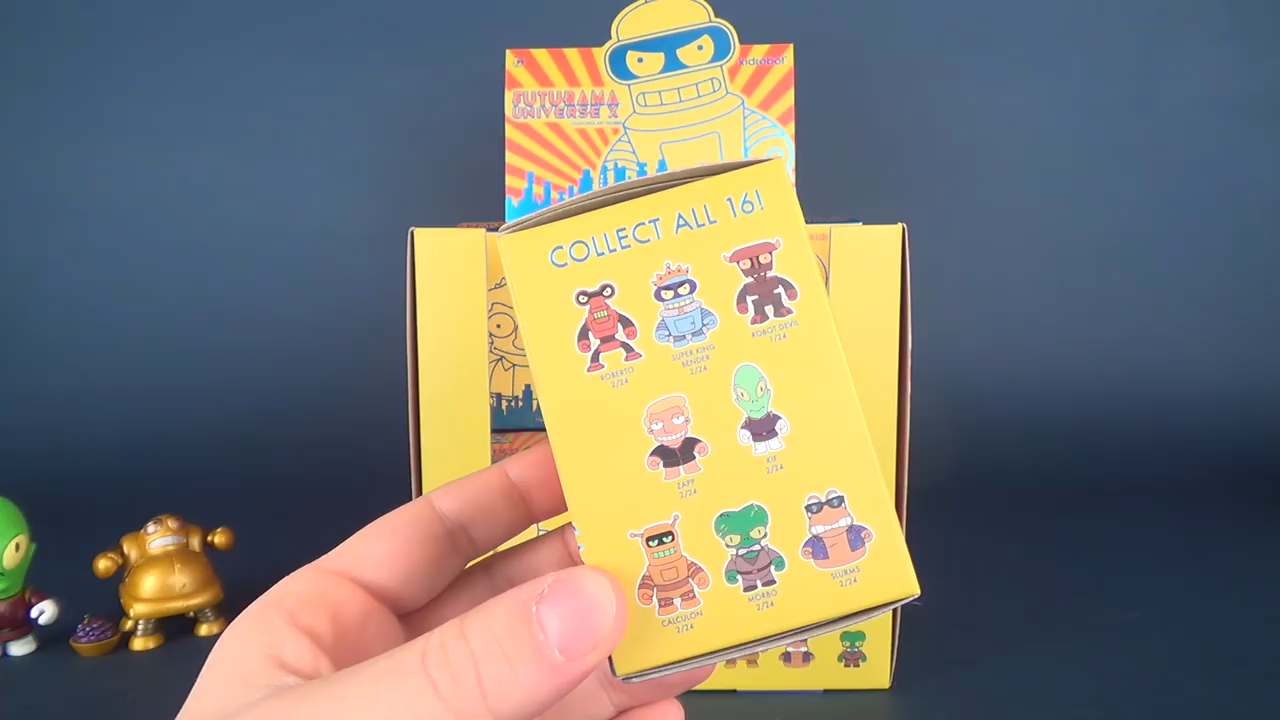 kidrobot
FUTURAMA
UNIVERSE X
COLLECT ALL 16!
ROBERTO
2/24
SUPER KING
BENDER
2/24
ROBOT DEVIL
1/24
ZAPP
2/24
KIF
2/24
CALCULON
2/24
MORBO
2/24
SLURMS
2/24